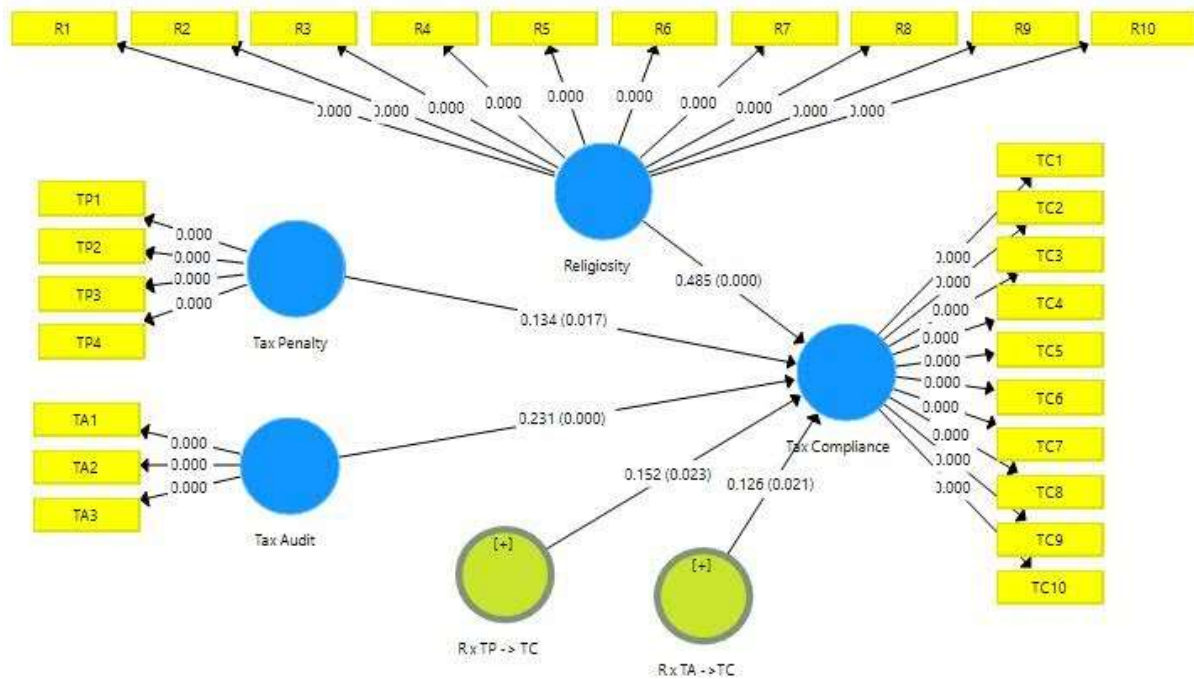 R1
R2
R3
R4
R5
R6
R7
R8
R9
R10
0.000
0.000
0.000
0.000
0.000
0.000
0.000
0.000
0.000
0.000
Religiosity
TP1
TP2
TP3
TP4
0.000
0.000
0.000
0.000
Tax Penalty
0.485 (0.000)
0.134 (0.017)
TA1
TA2
TA3
0.000
0.000
0.000
Tax Audit
0.231 (0.000)
0.152 (0.023)
0.126 (0.021)
Tax Compliance
0.000
0.000
0.000
0.000
0.000
0.000
0.000
0.000
0.000
0.000
TC1
TC2
TC3
TC4
TC5
TC6
TC7
TC8
TC9
TC10
[+]
R x TP -> TC
[+]
R x TA ->TC